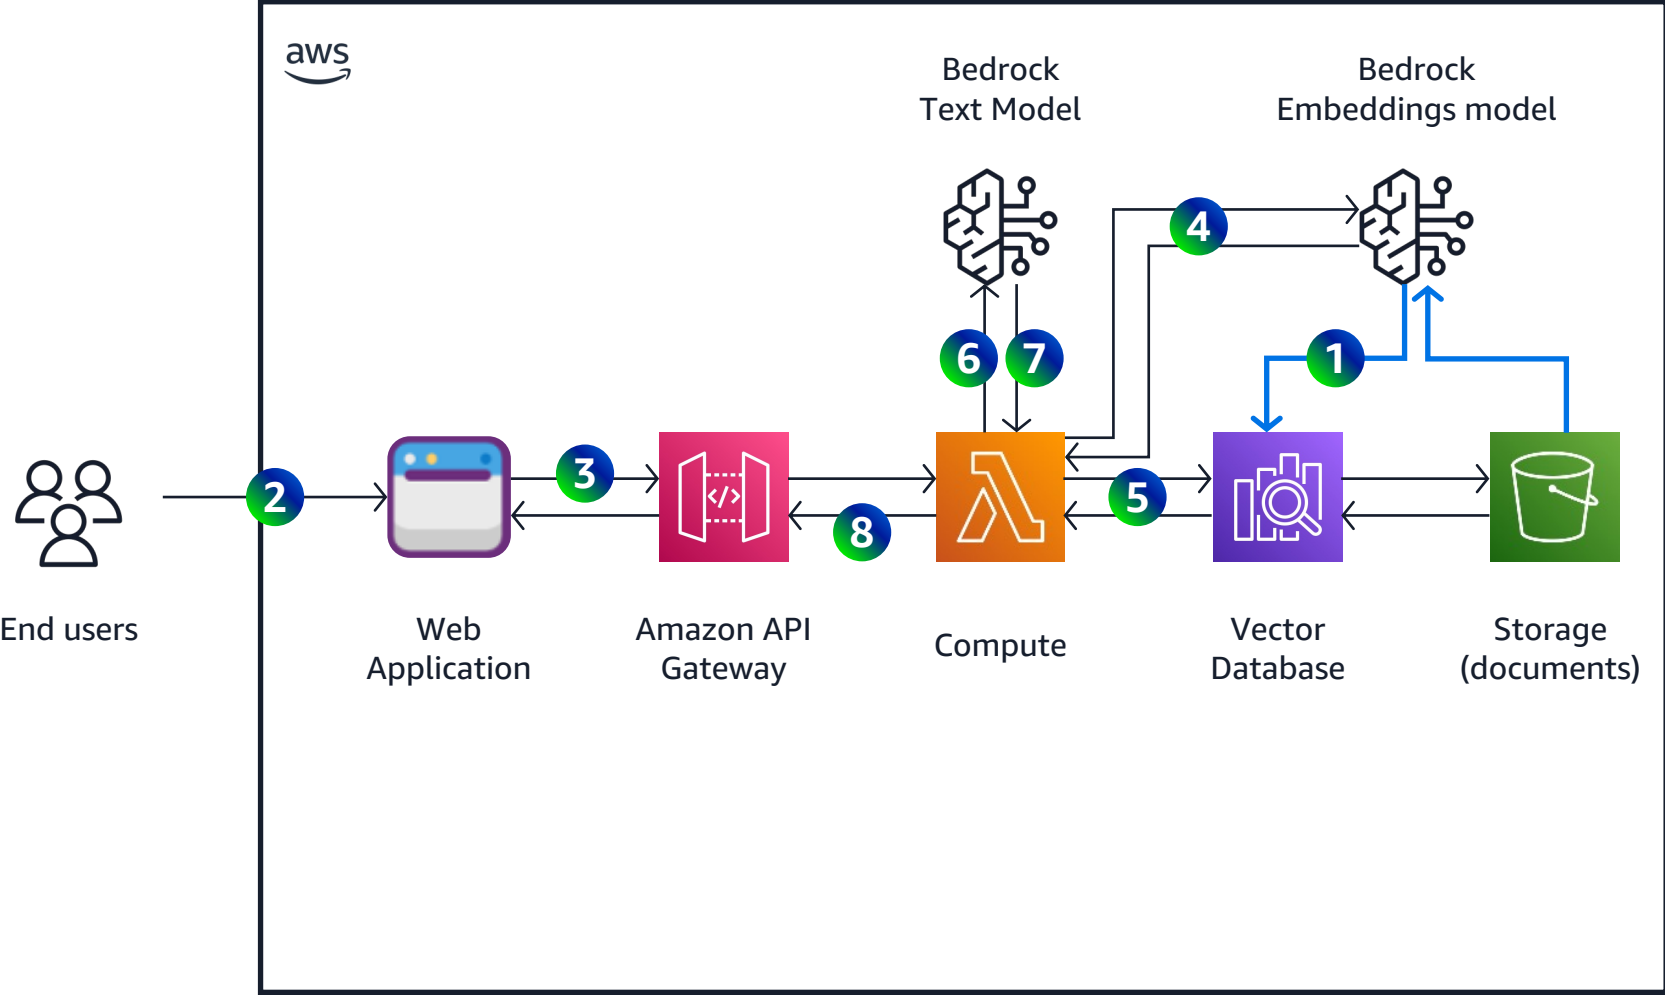 aws
Bedrock
Text Model
Bedrock
Embeddings model
4
6
7
1
2
3
</>
8
5
End users
Web
Application
Amazon API
Gateway
Compute
Vector
Database
Storage
(documents)